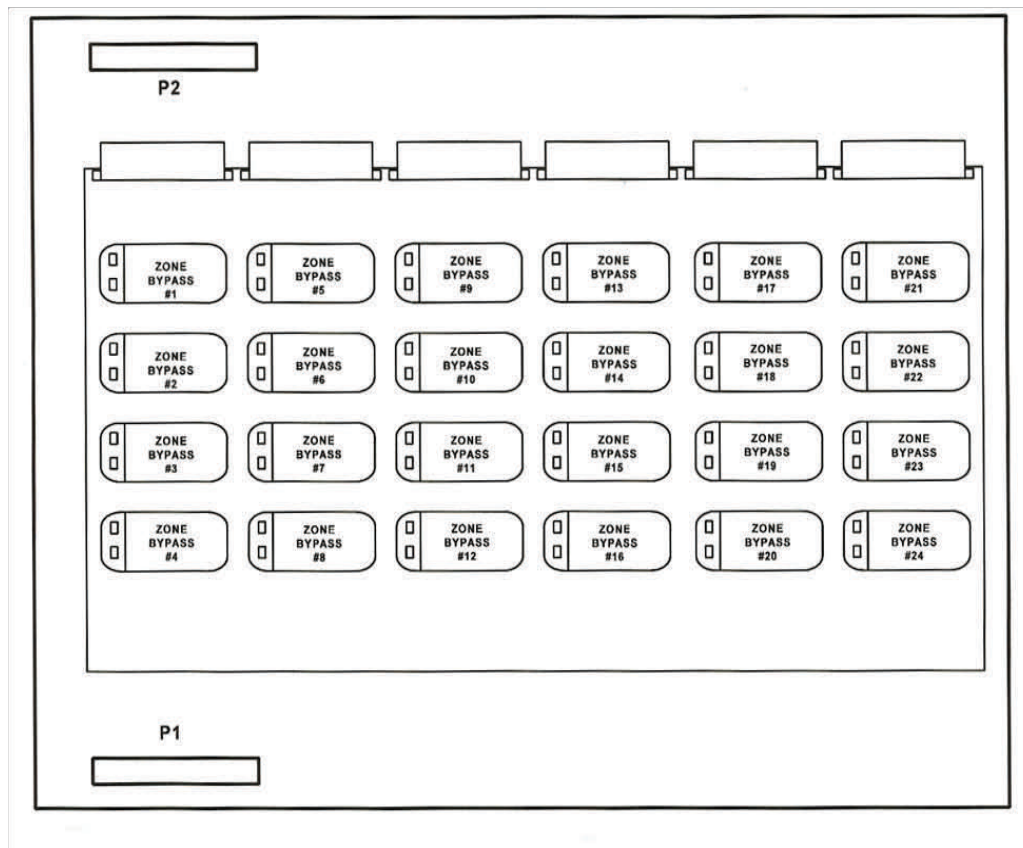 P2
ZONE
BYPASS
#1
ZONE
BYPASS
#5
ZONE
BYPASS
#9
ZONE
BYPASS
#13
ZONE
BYPASS
#17
ZONE
BYPASS
#21
ZONE
BYPASS
#2
ZONE
BYPASS
#6
ZONE
BYPASS
#10
ZONE
BYPASS
#14
ZONE
BYPASS
#18
ZONE
BYPASS
#22
ZONE
BYPASS
#3
ZONE
BYPASS
#7
ZONE
BYPASS
#11
ZONE
BYPASS
#15
ZONE
BYPASS
#19
ZONE
BYPASS
#23
ZONE
BYPASS
#4
ZONE
BYPASS
#8
ZONE
BYPASS
#12
ZONE
BYPASS
#16
ZONE
BYPASS
#20
ZONE
BYPASS
#24
P1